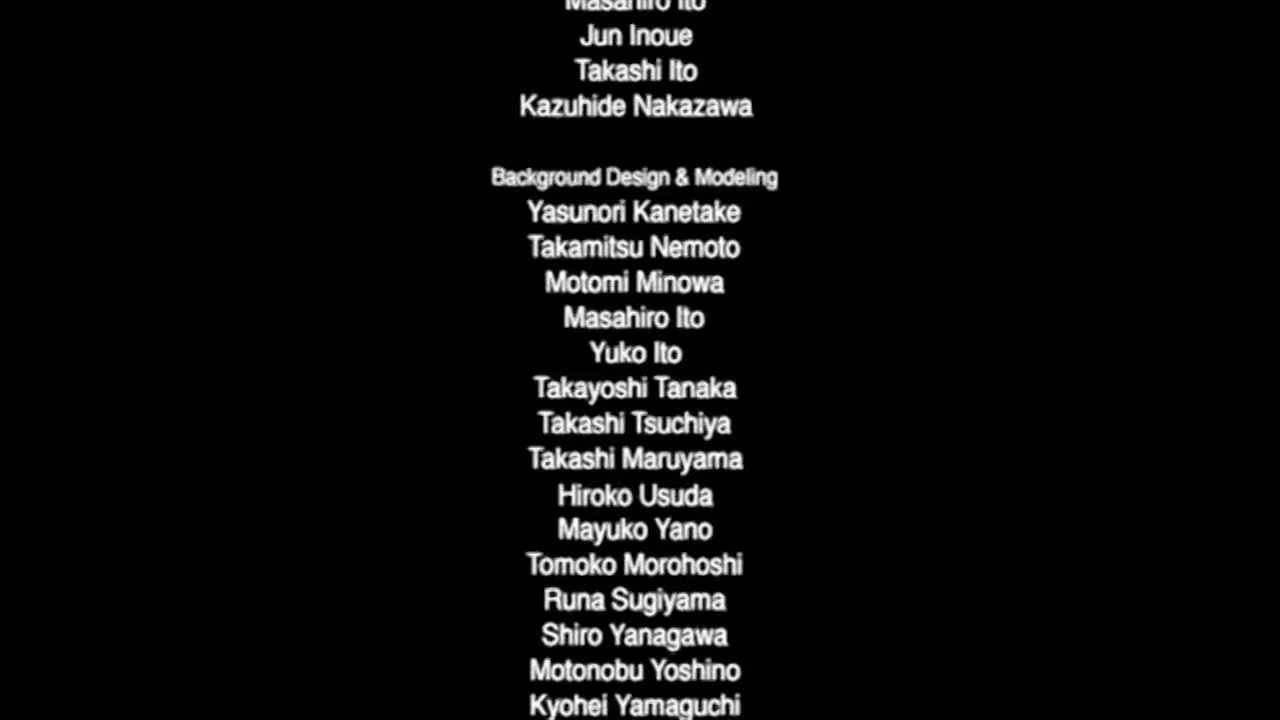 Masahiro Ito
Jun Inoue
Takashi Ito
Kazuhide Nakazawa
Background Design & Modeling
Yasunori Kanetake
Takamitsu Nemoto
Motomi Minowa
Masahiro Ito
Yuko Ito
Takayoshi Tanaka
Takashi Tsuchiya
Takashi Maruyama
Hiroko Usuda
Mayuko Yano
Tomoko Morohoshi
Runa Sugiyama
Shiro Yanagawa
Motonobu Yoshino
Kyohei Yamaguchi